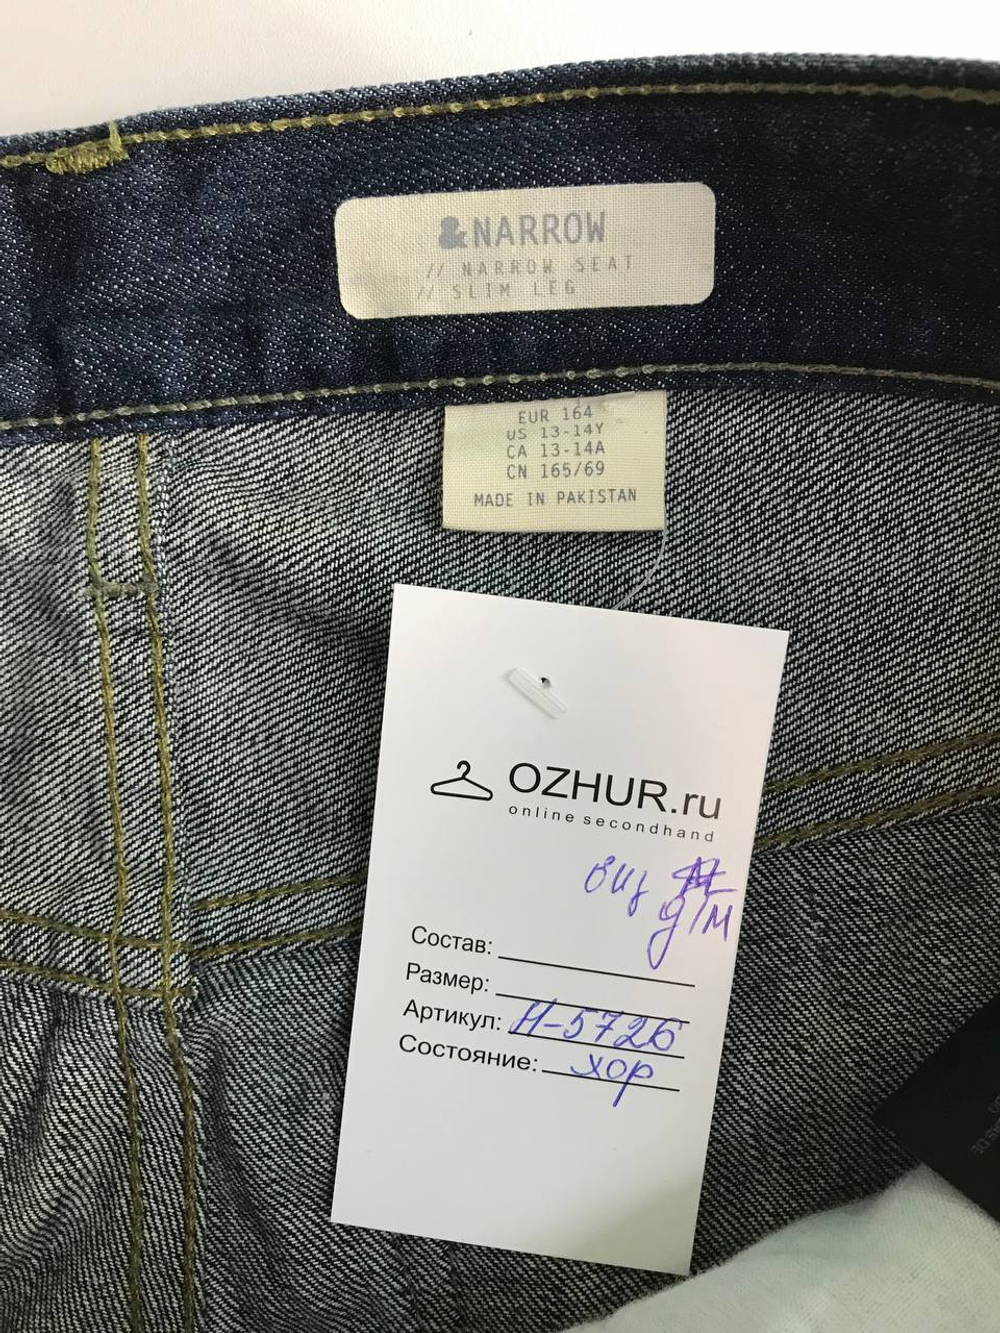 &NARROW
// NARROW SEAT
// SLIM LEG
EUR 164
US 13-14Y
CA 13-14A
CN 165/69
MADE IN PAKISTAN
OZHUR.ru
online secondhand
виз
д/м
Состав:
Размер:
Артикул: Н-5726
Состояние: хор